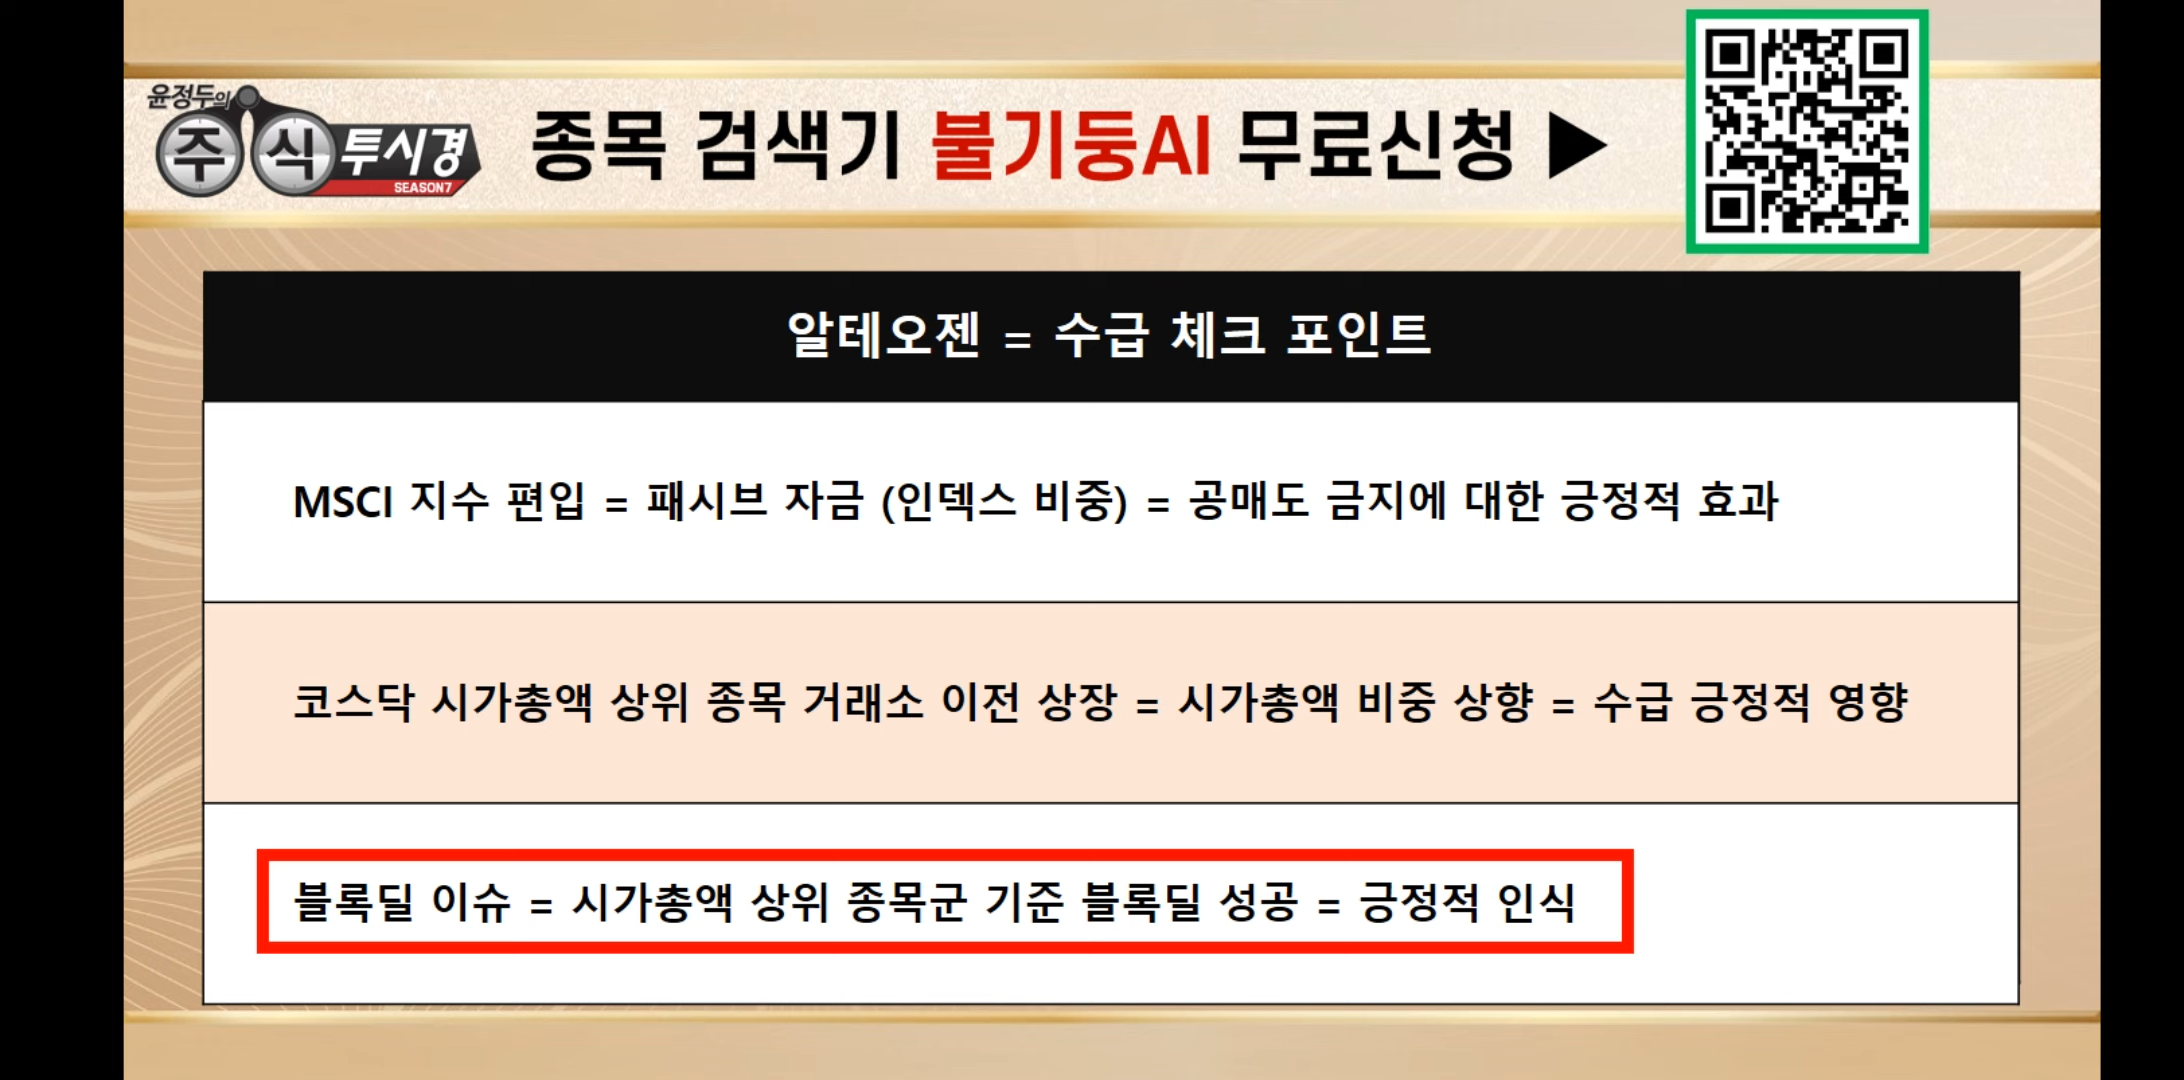 윤정두의
주식투시경
SEASON7
종목 검색기 불기둥AI 무료신청 ▶
알테오젠 = 수급 체크 포인트
MSCI 지수 편입 = 패시브 자금 (인덱스 비중) = 공매도 금지에 대한 긍정적 효과
코스닥 시가총액 상위 종목 거래소 이전 상장 = 시가총액 비중 상향 = 수급 긍정적 영향
블록딜 이슈 = 시가총액 상위 종목군 기준 블록딜 성공 = 긍정적 인식